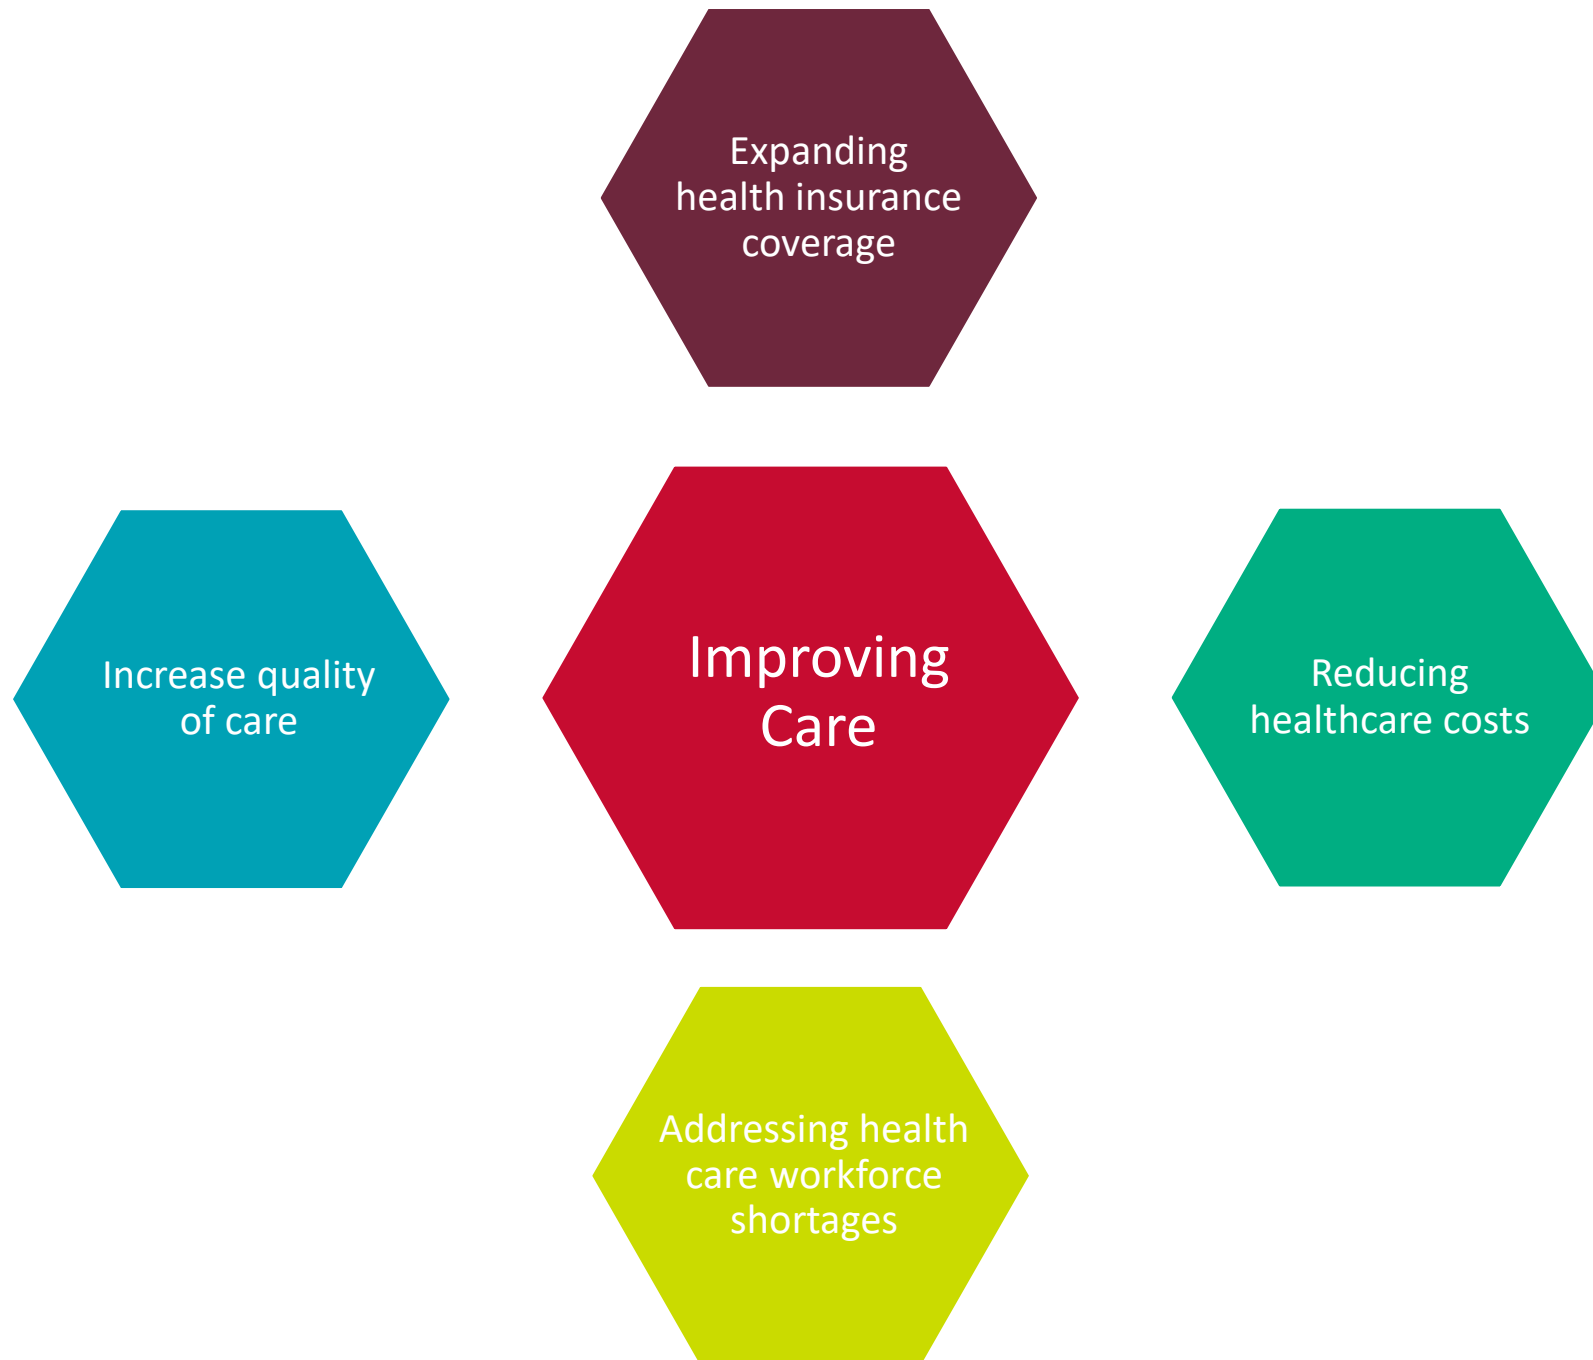 Expanding
health insurance
coverage
Increase quality
of care
Improving
Care
Reducing
healthcare costs
Addressing health
care workforce
shortages